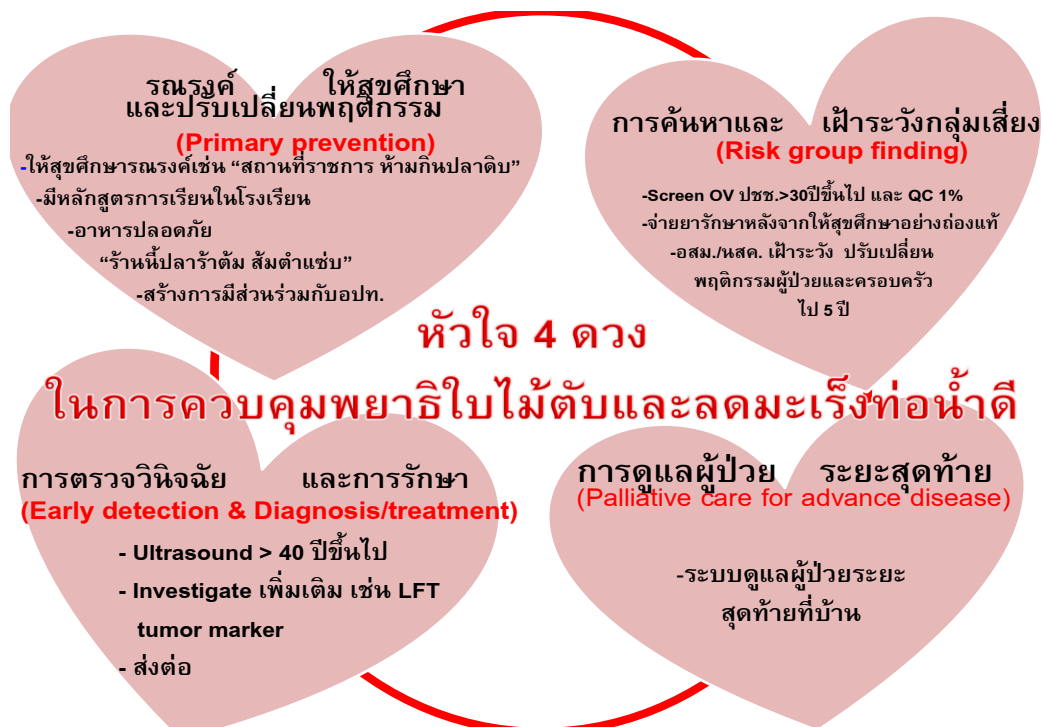 รณรงค์ ให้สุขศึกษา
และปรับเปลี่ยนพฤติกรรม
(Primary prevention)
-ให้สุขศึกษารณรงค์เช่น “สถานที่ราชการ ห้ามกินปลาดิบ”
-มีหลักสูตรการเรียนในโรงเรียน
-อาหารปลอดภัย
“ร้านนี้ปลาร้าต้ม ส้มตำแซ่บ”
-สร้างการมีส่วนร่วมกับอปท.
การค้นหาและ เฝ้าระวังกลุ่มเสี่ยง
(Risk group finding)
-Screen OV ปชช.>30ปีขึ้นไป และ QC 1%
-จ่ายยารักษาหลังจากให้สุขศึกษาอย่างถ่องแท้
-อสม./นสค. เฝ้าระวัง ปรับเปลี่ยน
พฤติกรรมผู้ป่วยและครอบครัว
ไป 5 ปี
หัวใจ 4 ดวง
ในการควบคุมพยาธิใบไม้ตับและลดมะเร็งท่อน้ำดี
การตรวจวินิจฉัย และการรักษา
(Early detection & Diagnosis/treatment)
- Ultrasound > 40 ปีขึ้นไป
- Investigate เพิ่มเติม เช่น LFT
tumor marker
- ส่งต่อ
การดูแลผู้ป่วย ระยะสุดท้าย
(Palliative care for advance disease)
-ระบบดูแลผู้ป่วยระยะ
สุดท้ายที่บ้าน